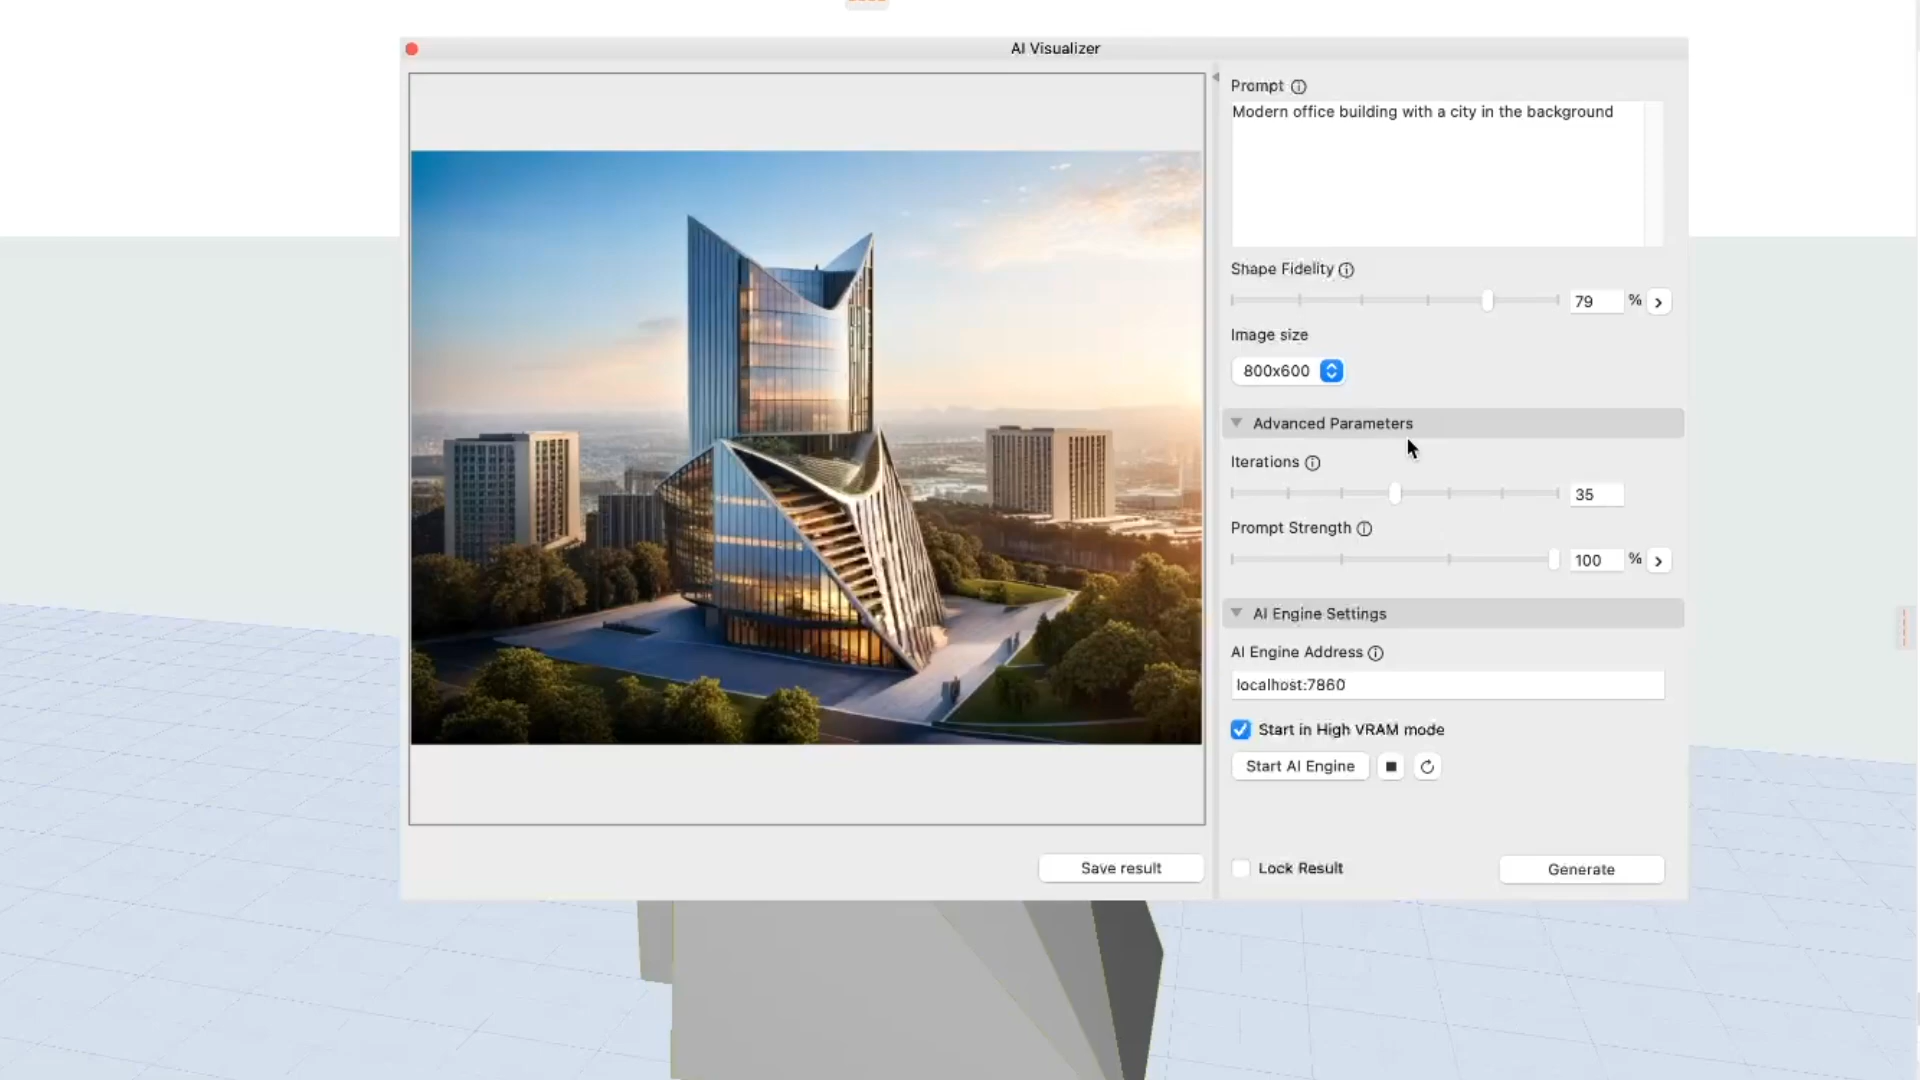 AI Visualizer
Prompt
Modern office building with a city in the background
Shape Fidelity
79 %
Image size
800x600
Advanced Parameters
Iterations
35
Prompt Strength
100 %
AI Engine Settings
AI Engine Address
localhost:7860
Start in High VRAM mode
Start AI Engine
Save result
Lock Result
Generate